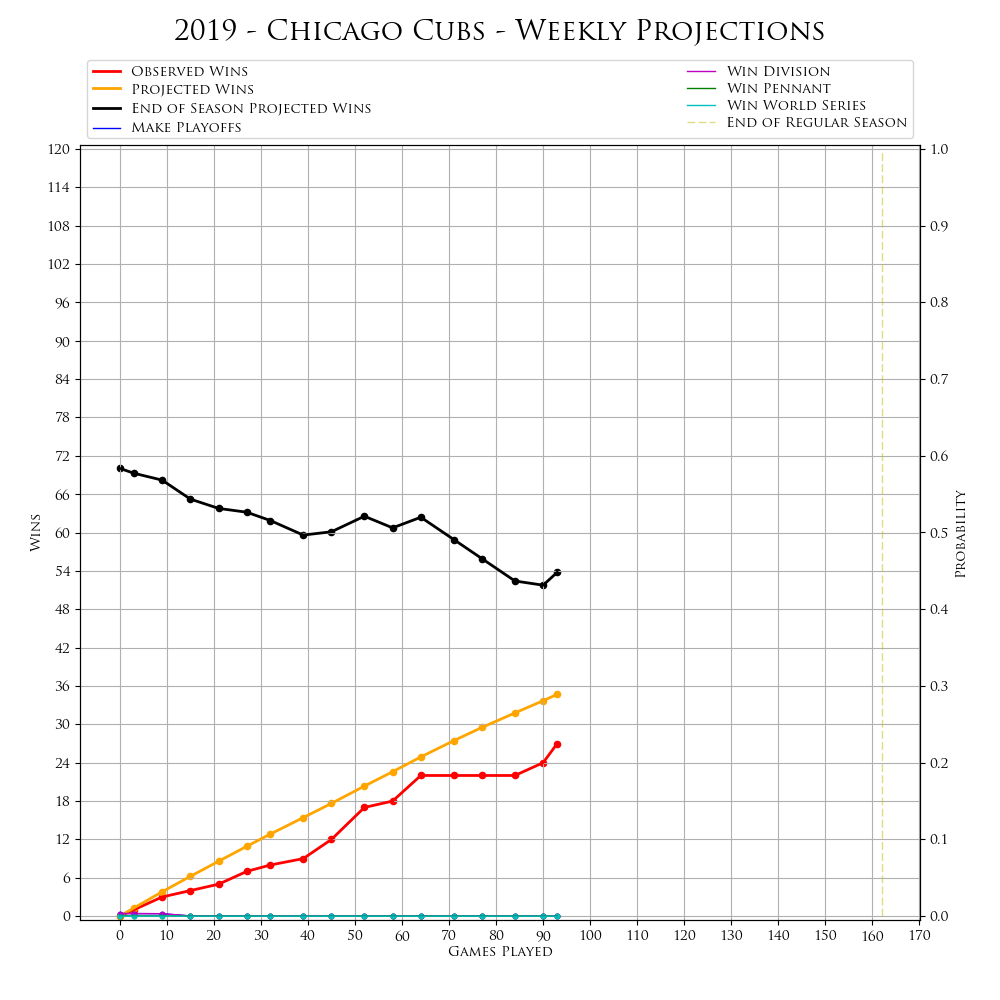 2019 - Chicago Cubs - Weekly Projections
Observed Wins
Projected Wins
End of Season Projected Wins
Make Playoffs
Win Division
Win Pennant
Win World Series
End of Regular Season
120
114
108
102
96
90
84
78
72
66
60
54
48
42
36
30
24
18
12
6
0
Wins
1.0
0.9
0.8
0.7
0.6
0.5
0.4
0.3
0.2
0.1
0.0
Probability
0 10 20 30 40 50 60 70 80 90 100 110 120 130 140 150 160 170
Games Played